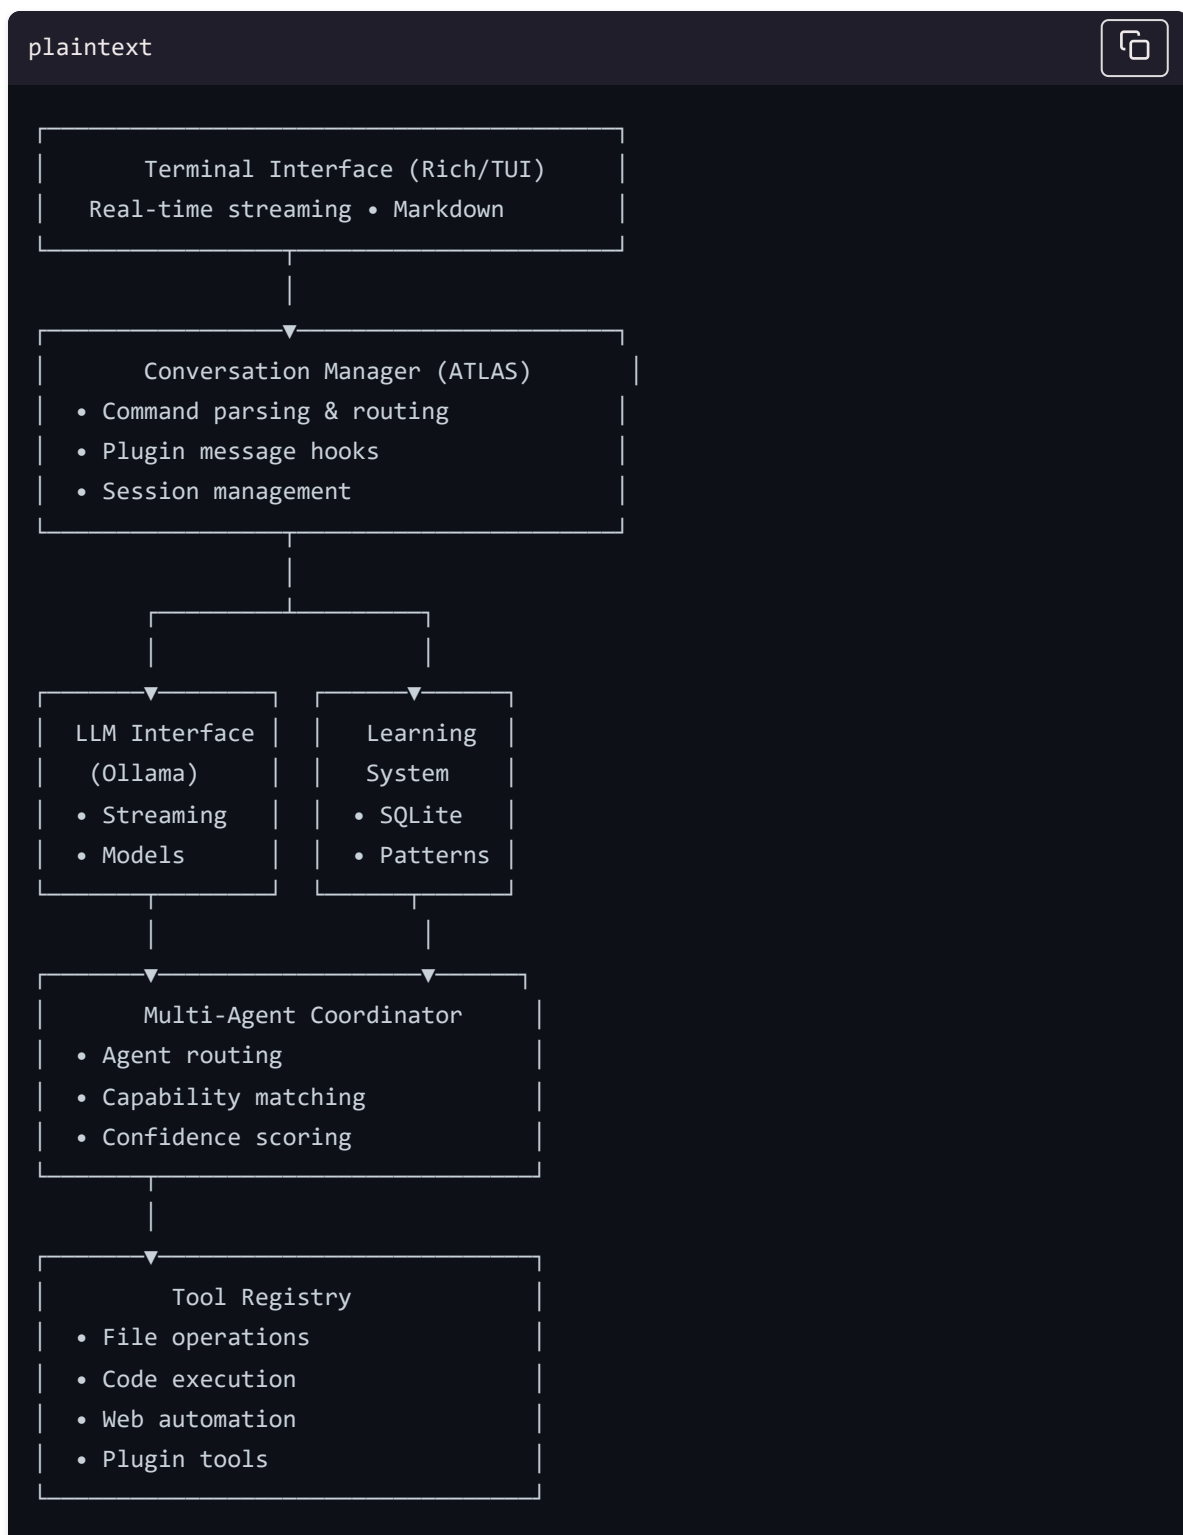 plaintext
Terminal Interface (Rich/TUI)
Real-time streaming • Markdown
Conversation Manager (ATLAS)
• Command parsing & routing
• Plugin message hooks
• Session management
LLM Interface
(Ollama)
• Streaming
• Models
Learning
System
• SQLite
• Patterns
Multi-Agent Coordinator
• Agent routing
• Capability matching
• Confidence scoring
Tool Registry
• File operations
• Code execution
• Web automation
• Plugin tools